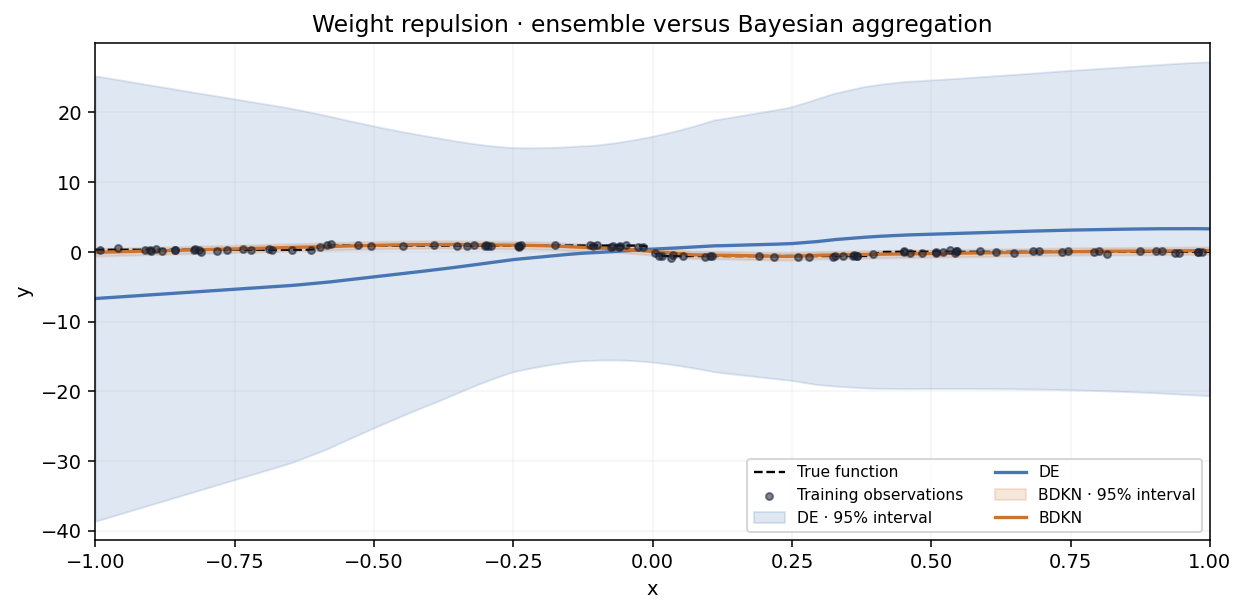 Weight repulsion · ensemble versus Bayesian aggregation
y
20
10
0
−10
−20
−30
−40
True function
Training observations
DE · 95% interval
DE
BDKN · 95% interval
BDKN
−1.00 −0.75 −0.50 −0.25 0.00 0.25 0.50 0.75 1.00
x